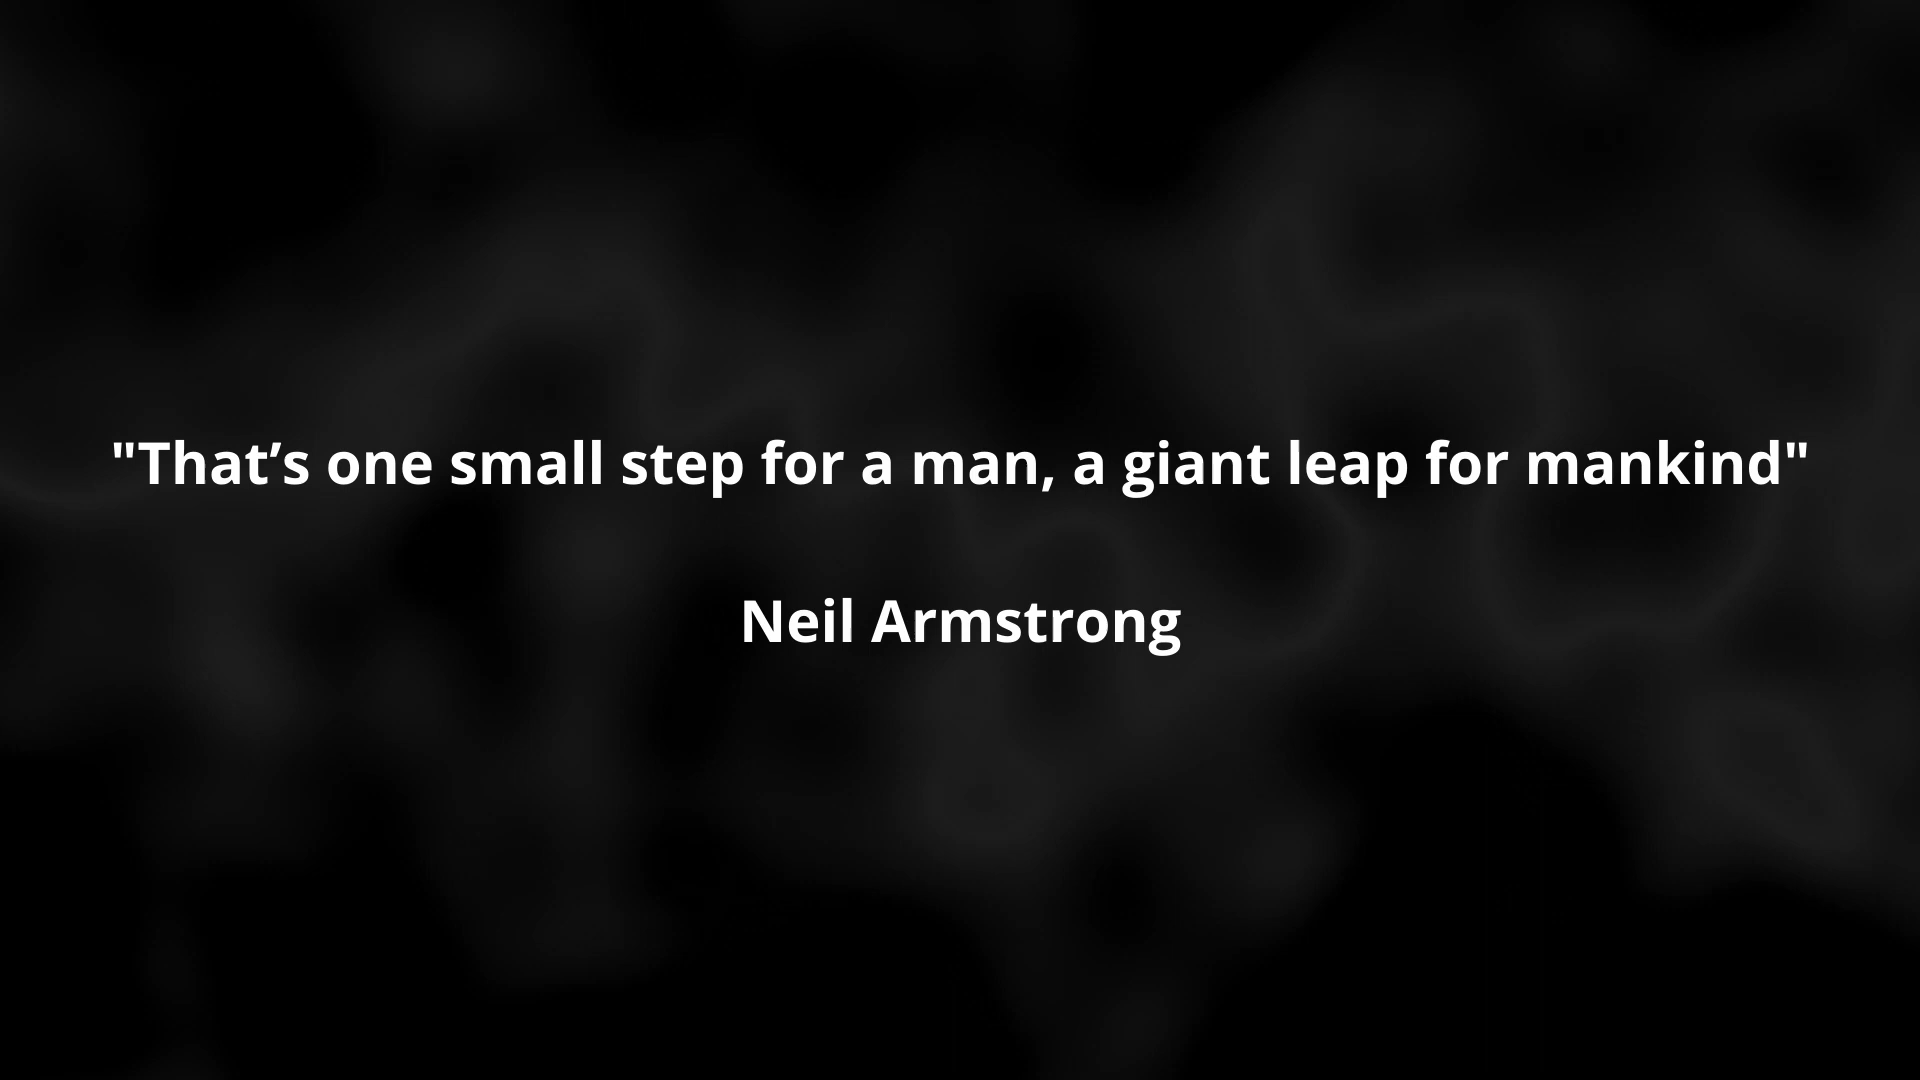 "That’s one small step for a man, a giant leap for mankind"
Neil Armstrong